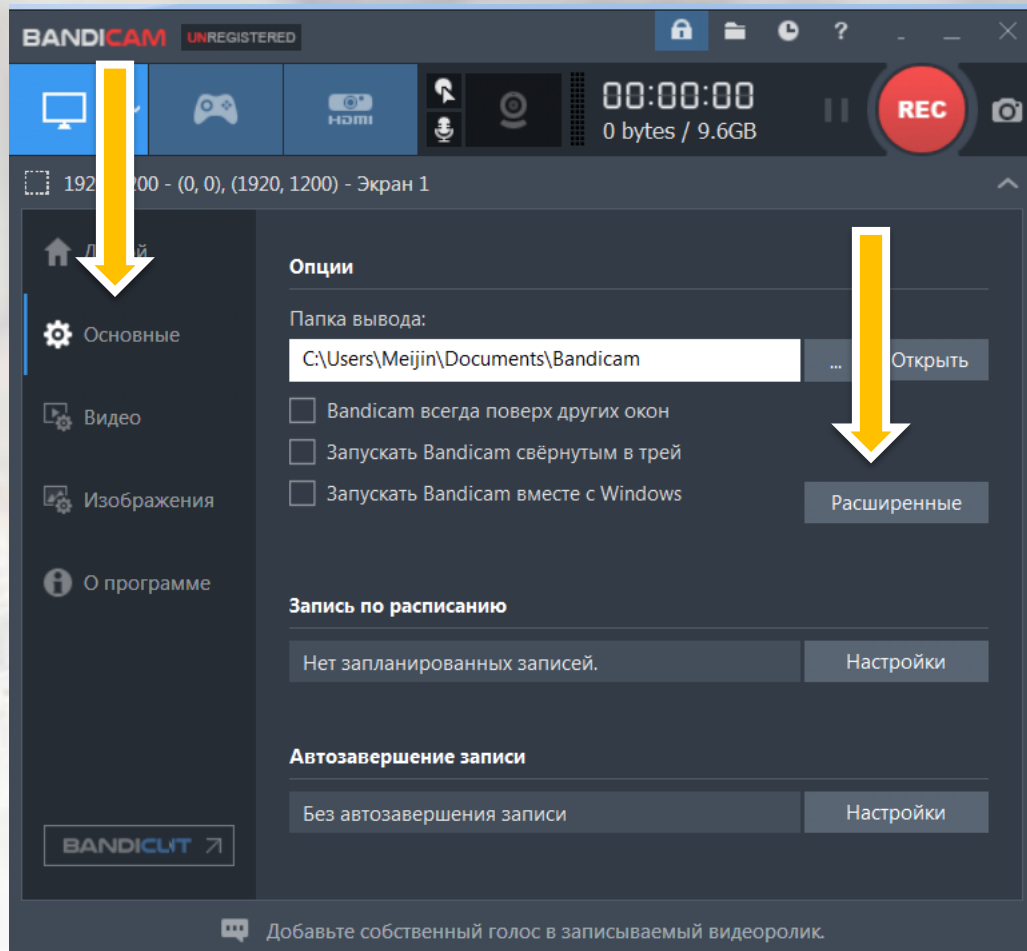 BANDICAM UNREGISTERED ?
HDMI
00:00:00
0 bytes / 9.6GB
REC
00 - (0, 0), (1920, 1200) - Экран 1
Основные
Видео
Изображения
О программе
BANDICUT
Опции
Папка вывода:
C:\Users\Meijin\Documents\Bandicam ... Открыть
Bandicam всегда поверх других окон
Запускать Bandicam свёрнутым в трей
Запускать Bandicam вместе с Windows
Расширенные
Запись по расписанию
Нет запланированных записей. Настройки
Автозавершение записи
Без автозавершения записи Настройки
Добавьте собственный голос в записываемый видеоролик.